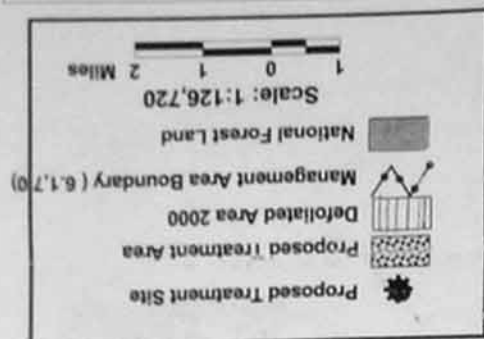 Proposed Treatment Site
Proposed Treatment Area
Defoliated Area 2000
Management Area Boundary ( 6.1,7.0)
National Forest Land
Scale: 1:126,720
1 0 1 2 Miles